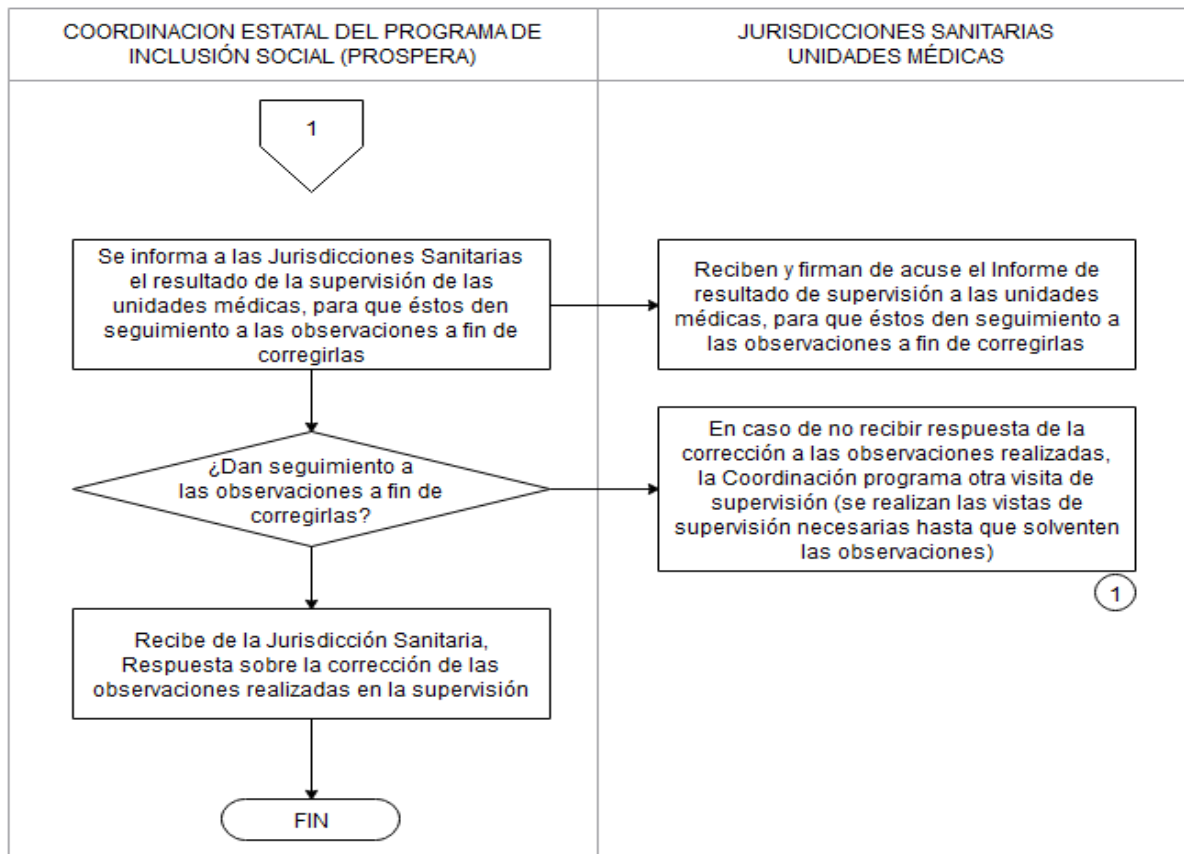 COORDINACION ESTATAL DEL PROGRAMA DE
INCLUSIÓN SOCIAL (PROSPERA)
JURISDICCIONES SANITARIAS
UNIDADES MÉDICAS
1
Se informa a las Jurisdicciones Sanitarias
el resultado de la supervisión de las
unidades médicas, para que éstos den
seguimiento a las observaciones a fin de
corregirlas
Reciben y firman de acuse el Informe de
resultado de supervisión a las unidades
médicas, para que éstos den seguimiento a
las observaciones a fin de corregirlas
¿Dan seguimiento a
las observaciones a fin de
corregirlas?
En caso de no recibir respuesta de la
corrección a las observaciones realizadas,
la Coordinación programa otra visita de
supervisión (se realizan las vistas de
supervisión necesarias hasta que solventen
las observaciones)
1
Recibe de la Jurisdicción Sanitaria,
Respuesta sobre la corrección de las
observaciones realizadas en la supervisión
FIN